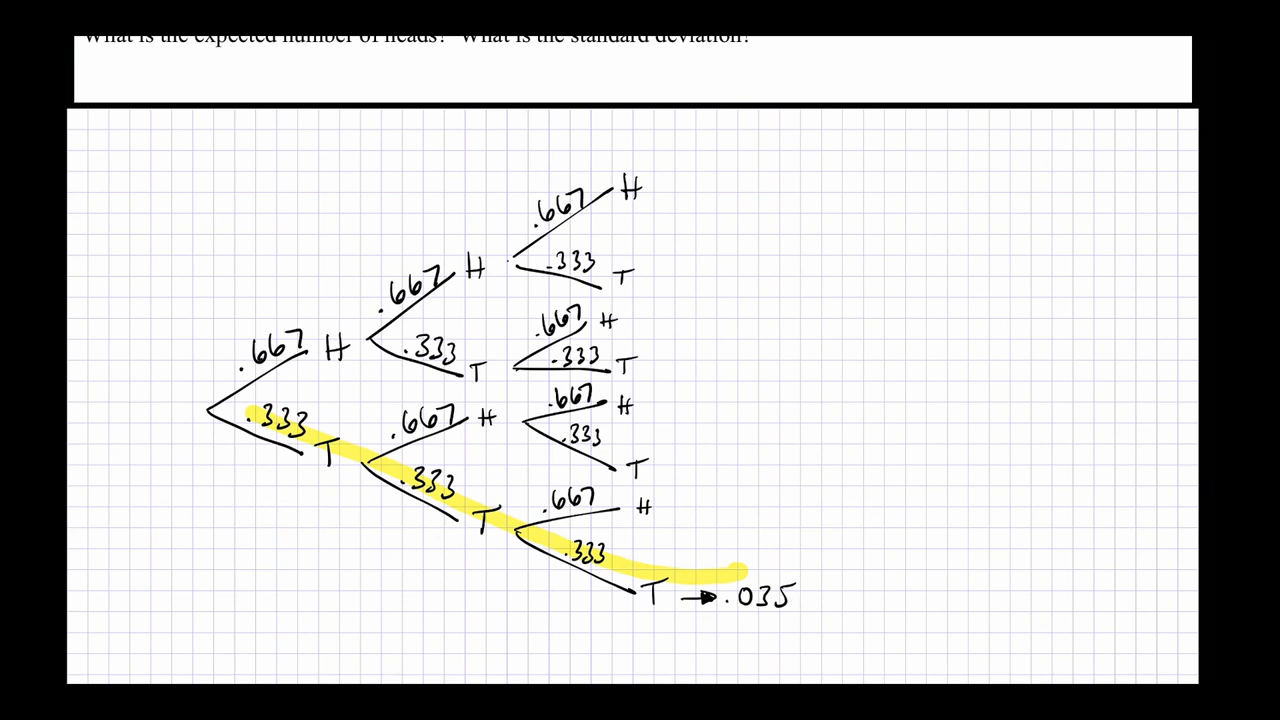 What is the expected number of heads? What is the standard deviation?
.667 H
.333 T
.667 H
.333 T
.667 H
.333 T
.667 H
.333 T
.667 H
.333 T
.667 H
.333 T
.667 H
.333 T → .035